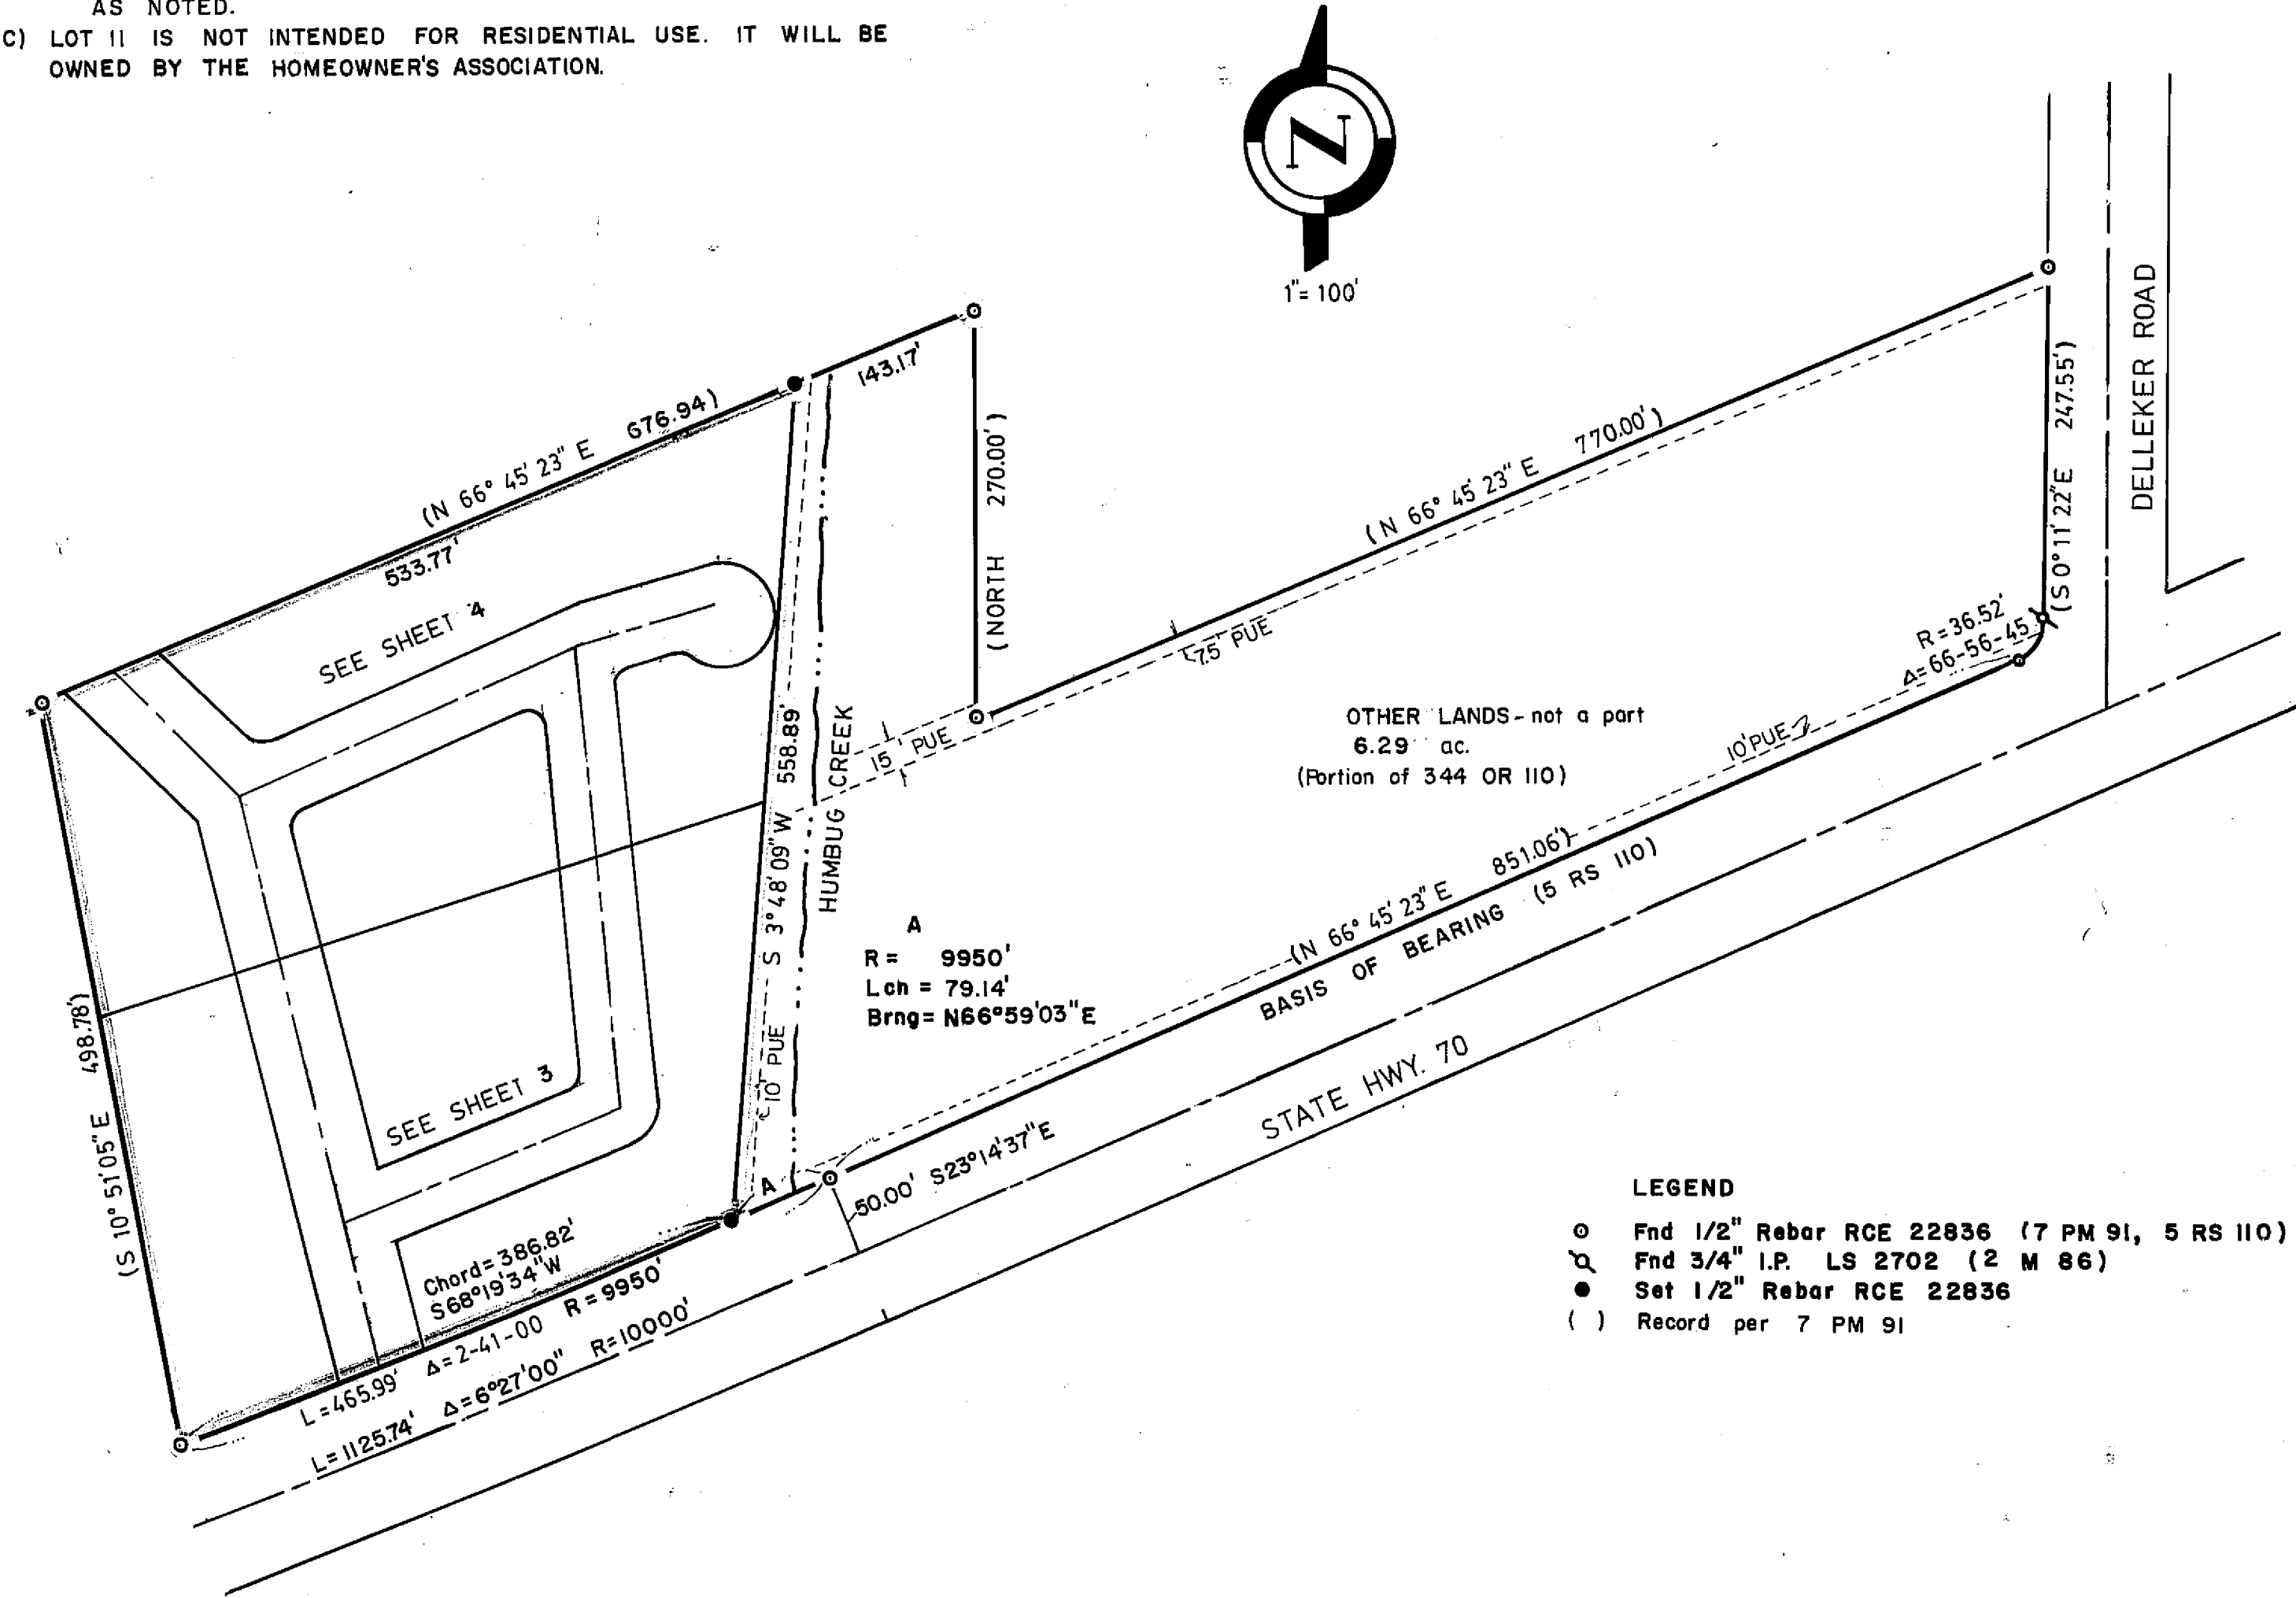 AS NOTED.
C) LOT 11 IS NOT INTENDED FOR RESIDENTIAL USE. IT WILL BE
OWNED BY THE HOMEOWNER'S ASSOCIATION.
N
1"= 100'
143.17'
(N 66° 45' 23" E 676.94)
533.77'
SEE SHEET 4
(NORTH 270.00')
(N 66° 45' 23" E 770.00')
7.5' PUE
(S 0° 11' 22" E 247.55')
DELLEKER ROAD
R = 36.52'
Δ= 66-56-45
15' PUE
S 3° 48' 09" W 558.89'
HUMBUG CREEK
10' PUE
OTHER LANDS - not a part
6.29 ac.
(Portion of 344 OR 110)
10' PUE
(N 66° 45' 23" E 851.06')
BASIS OF BEARING (5 RS 110)
A
R = 9950'
Lch = 79.14'
Brng= N66°59'03"E
STATE HWY. 70
(S 10° 51' 05" E 498.78')
SEE SHEET 3
A
50.00' S23°14'37"E
Chord= 386.82'
S68°19'34"W
L=465.99' Δ=2-41-00 R=9950'
L=1125.74' Δ=6°27'00" R=10000'
LEGEND
Fnd 1/2" Rebar RCE 22836 (7 PM 91, 5 RS 110)
Fnd 3/4" I.P. LS 2702 (2 M 86)
Set 1/2" Rebar RCE 22836
( ) Record per 7 PM 91